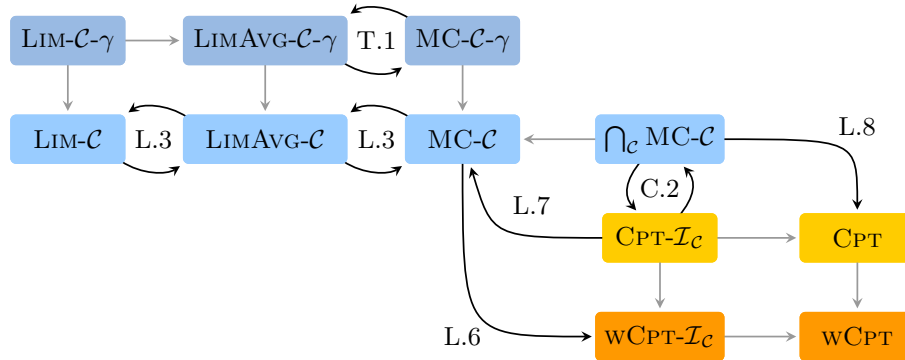 LIM-𝒞-γ LIMAVG-𝒞-γ T.1 MC-𝒞-γ
LIM-𝒞 L.3 LIMAVG-𝒞 L.3 MC-𝒞 ⋂𝒞 MC-𝒞 L.8
L.7 C.2
CPT-ℐ𝒞 CPT
L.6 WCPT-ℐ𝒞 WCPT